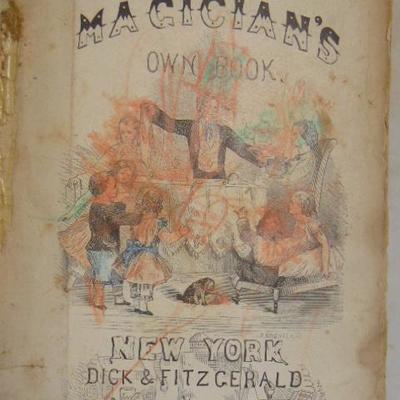 MAGICIAN'S
OWN BOOK.
NEW YORK
DICK & FITZGERALD